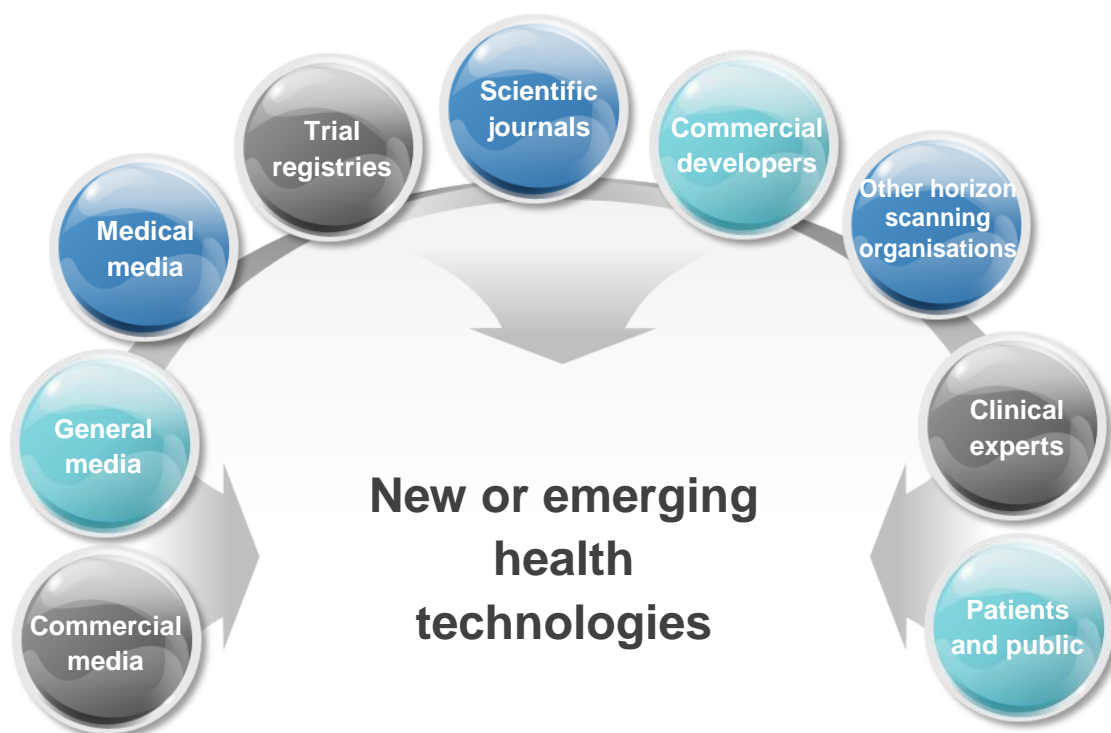 Scientific
journals
Trial
registries
Commercial
developers
Other horizon
scanning
organisations
Medical
media
General
media
Clinical
experts
New or emerging
health
technologies
Commercial
media
Patients
and public